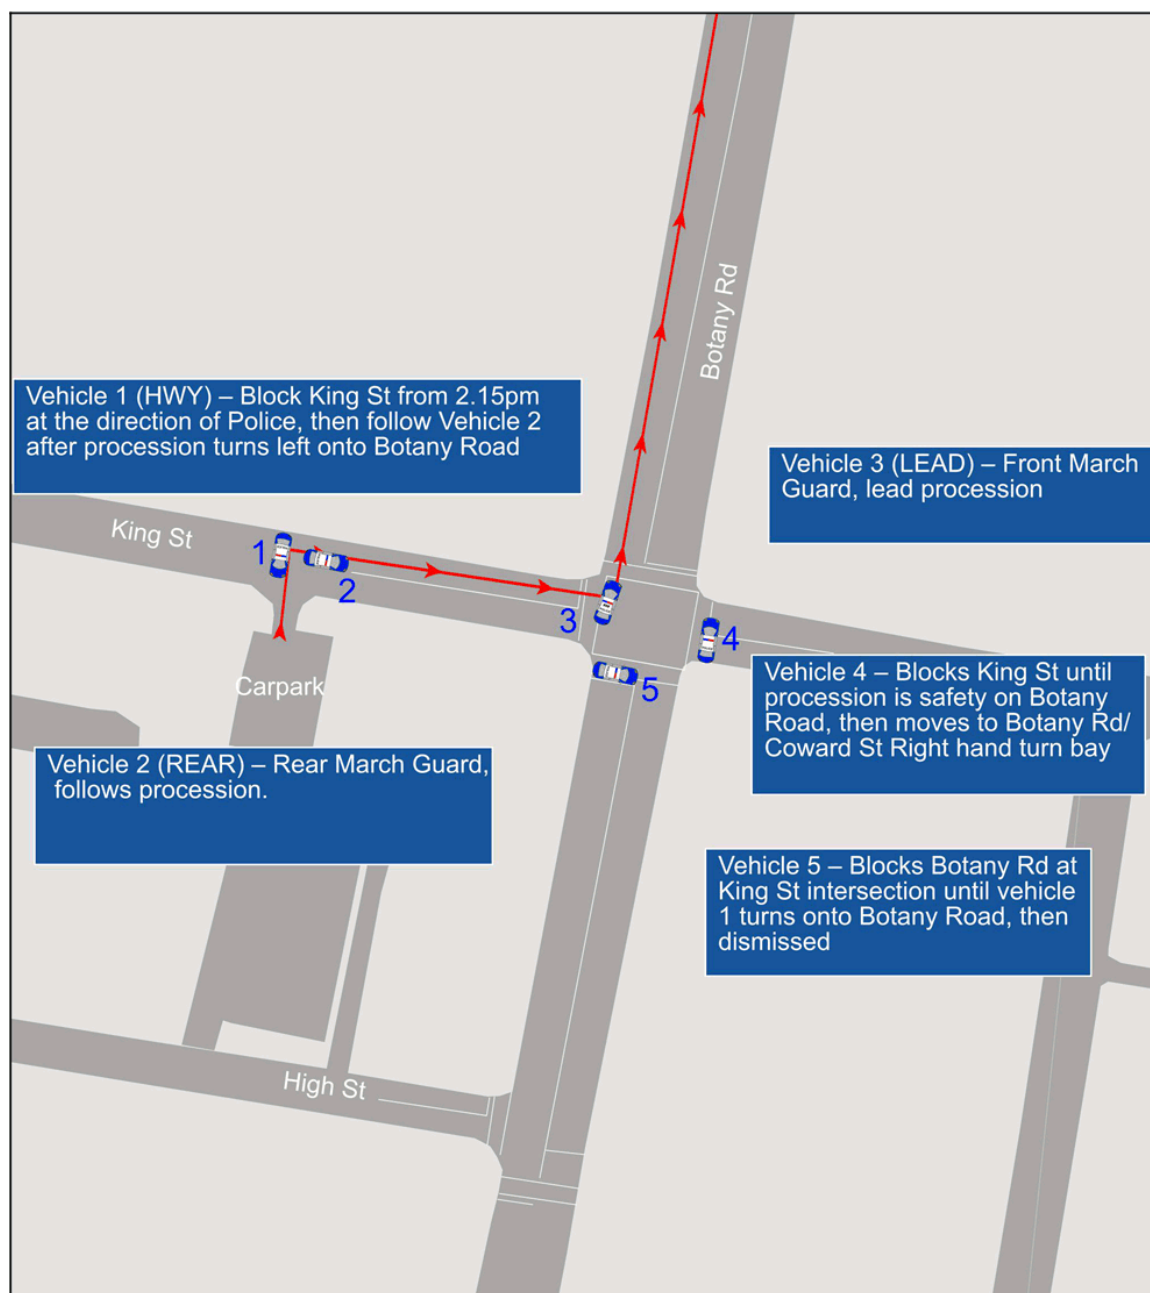 Botany Rd
Vehicle 1 (HWY) – Block King St from 2.15pm
at the direction of Police, then follow Vehicle 2
after procession turns left onto Botany Road
Vehicle 3 (LEAD) – Front March
Guard, lead procession
King St
1
2
3
4
5
Carpark
Vehicle 4 – Blocks King St until
procession is safety on Botany
Road, then moves to Botany Rd/
Coward St Right hand turn bay
Vehicle 2 (REAR) – Rear March Guard,
follows procession.
Vehicle 5 – Blocks Botany Rd at
King St intersection until vehicle
1 turns onto Botany Road, then
dismissed
High St